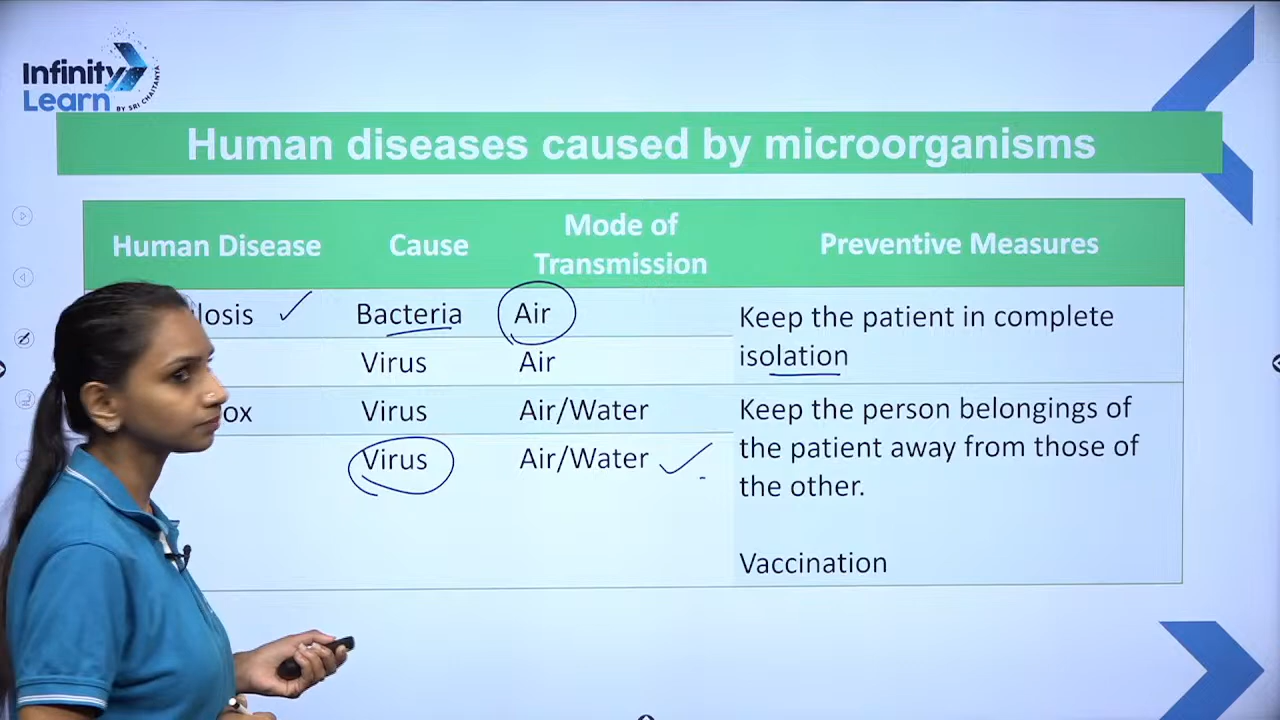 Infinity
Learn
BY SRI CHAITANYA
Human diseases caused by microorganisms
Human Disease Cause Mode of Transmission Preventive Measures
losis Bacteria Air Keep the patient in complete
isolation
Virus Air
ox Virus Air/Water Keep the person belongings of
the patient away from those of
the other.
Virus Air/Water
Vaccination